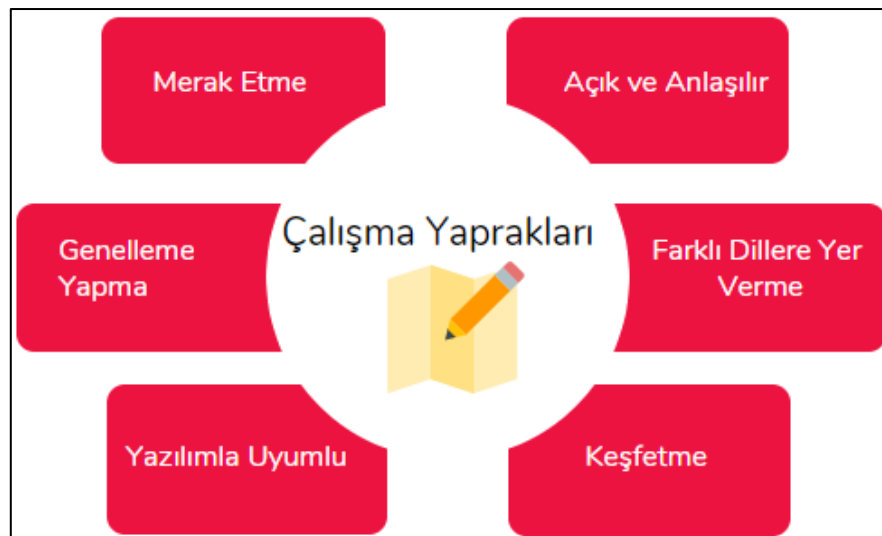 Merak Etme
Açık ve Anlaşılır
Çalışma Yaprakları
Genelleme
Yapma
Farklı Dillere Yer
Verme
Yazılımla Uyumlu
Keşfetme